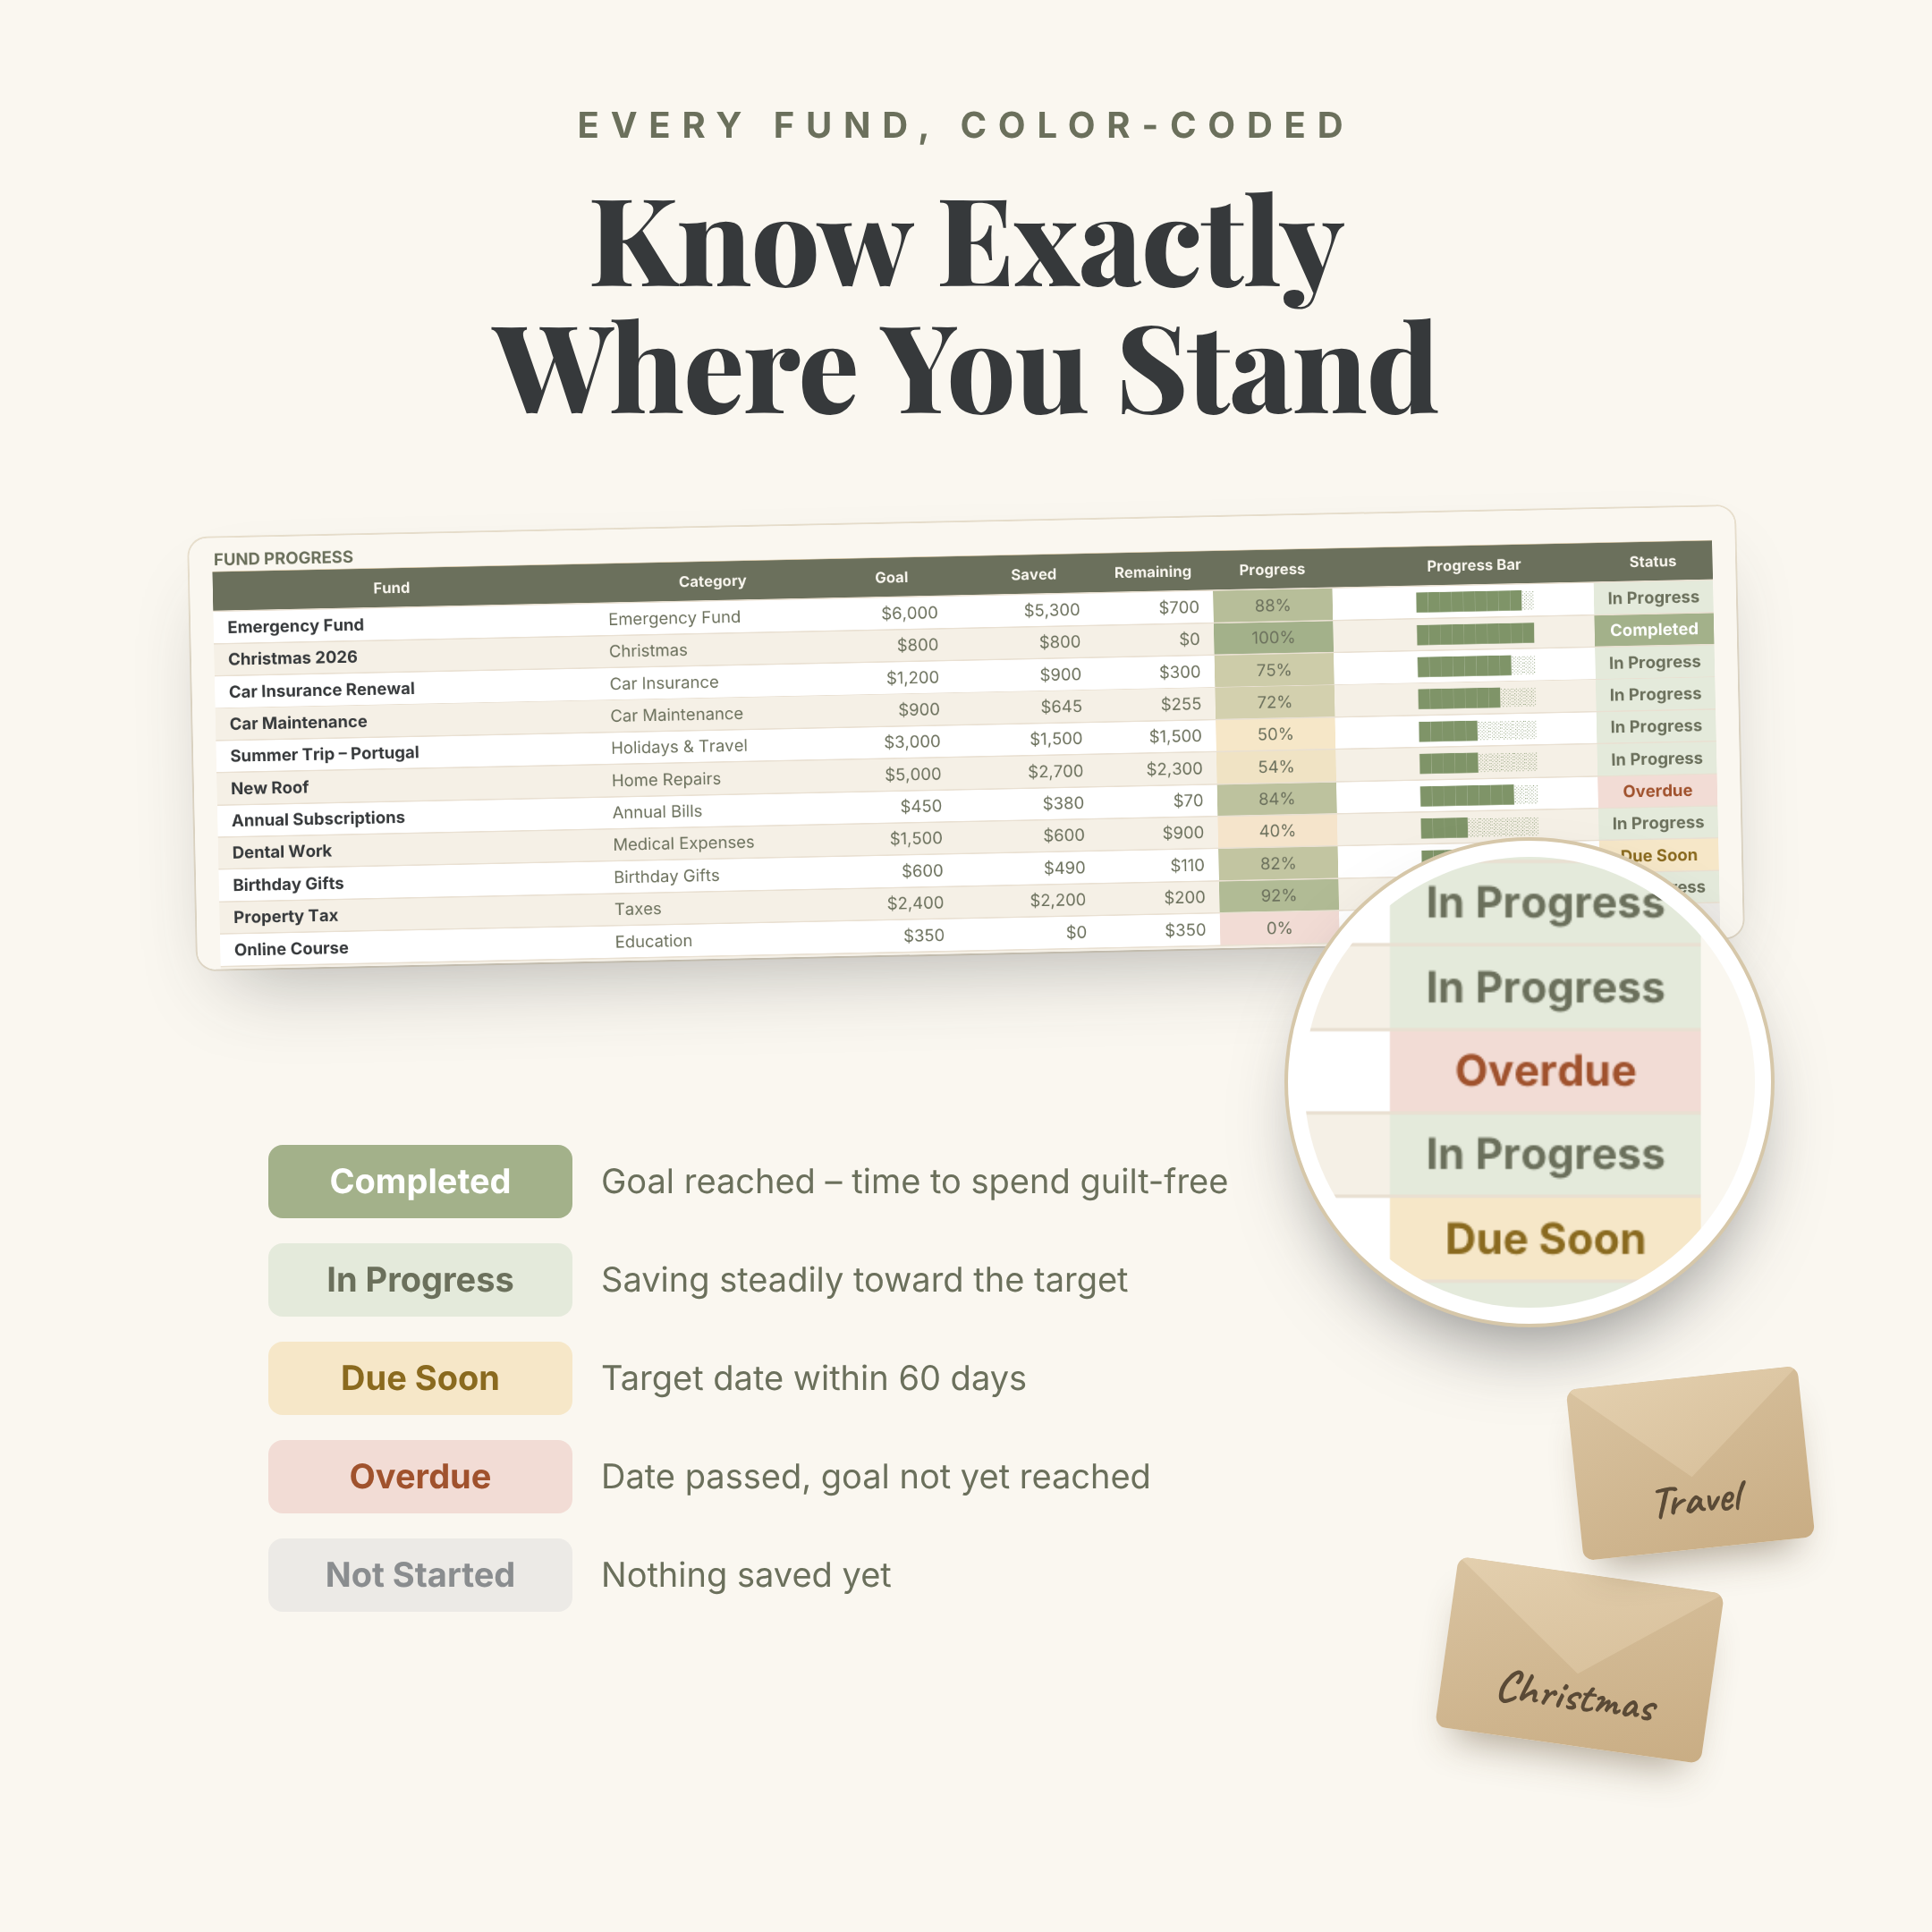 EVERY FUND, COLOR-CODED
Know Exactly
Where You Stand
FUND PROGRESS
Fund Category Goal Saved Remaining Progress Progress Bar Status
Emergency Fund Emergency Fund $6,000 $5,300 $700 88% In Progress
Christmas 2026 Christmas $800 $800 $0 100% Completed
Car Insurance Renewal Car Insurance $1,200 $900 $300 75% In Progress
Car Maintenance Car Maintenance $900 $645 $255 72% In Progress
Summer Trip – Portugal Holidays & Travel $3,000 $1,500 $1,500 50% In Progress
New Roof Home Repairs $5,000 $2,700 $2,300 54% In Progress
Annual Subscriptions Annual Bills $450 $380 $70 84% Overdue
Dental Work Medical Expenses $1,500 $600 $900 40% In Progress
Birthday Gifts Birthday Gifts $600 $490 $110 82% Due Soon
Property Tax Taxes $2,400 $2,200 $200 92%
Online Course Education $350 $0 $350 0%
In Progress
In Progress
Overdue
In Progress
Due Soon
Completed Goal reached – time to spend guilt-free
In Progress Saving steadily toward the target
Due Soon Target date within 60 days
Overdue Date passed, goal not yet reached
Not Started Nothing saved yet
Travel
Christmas